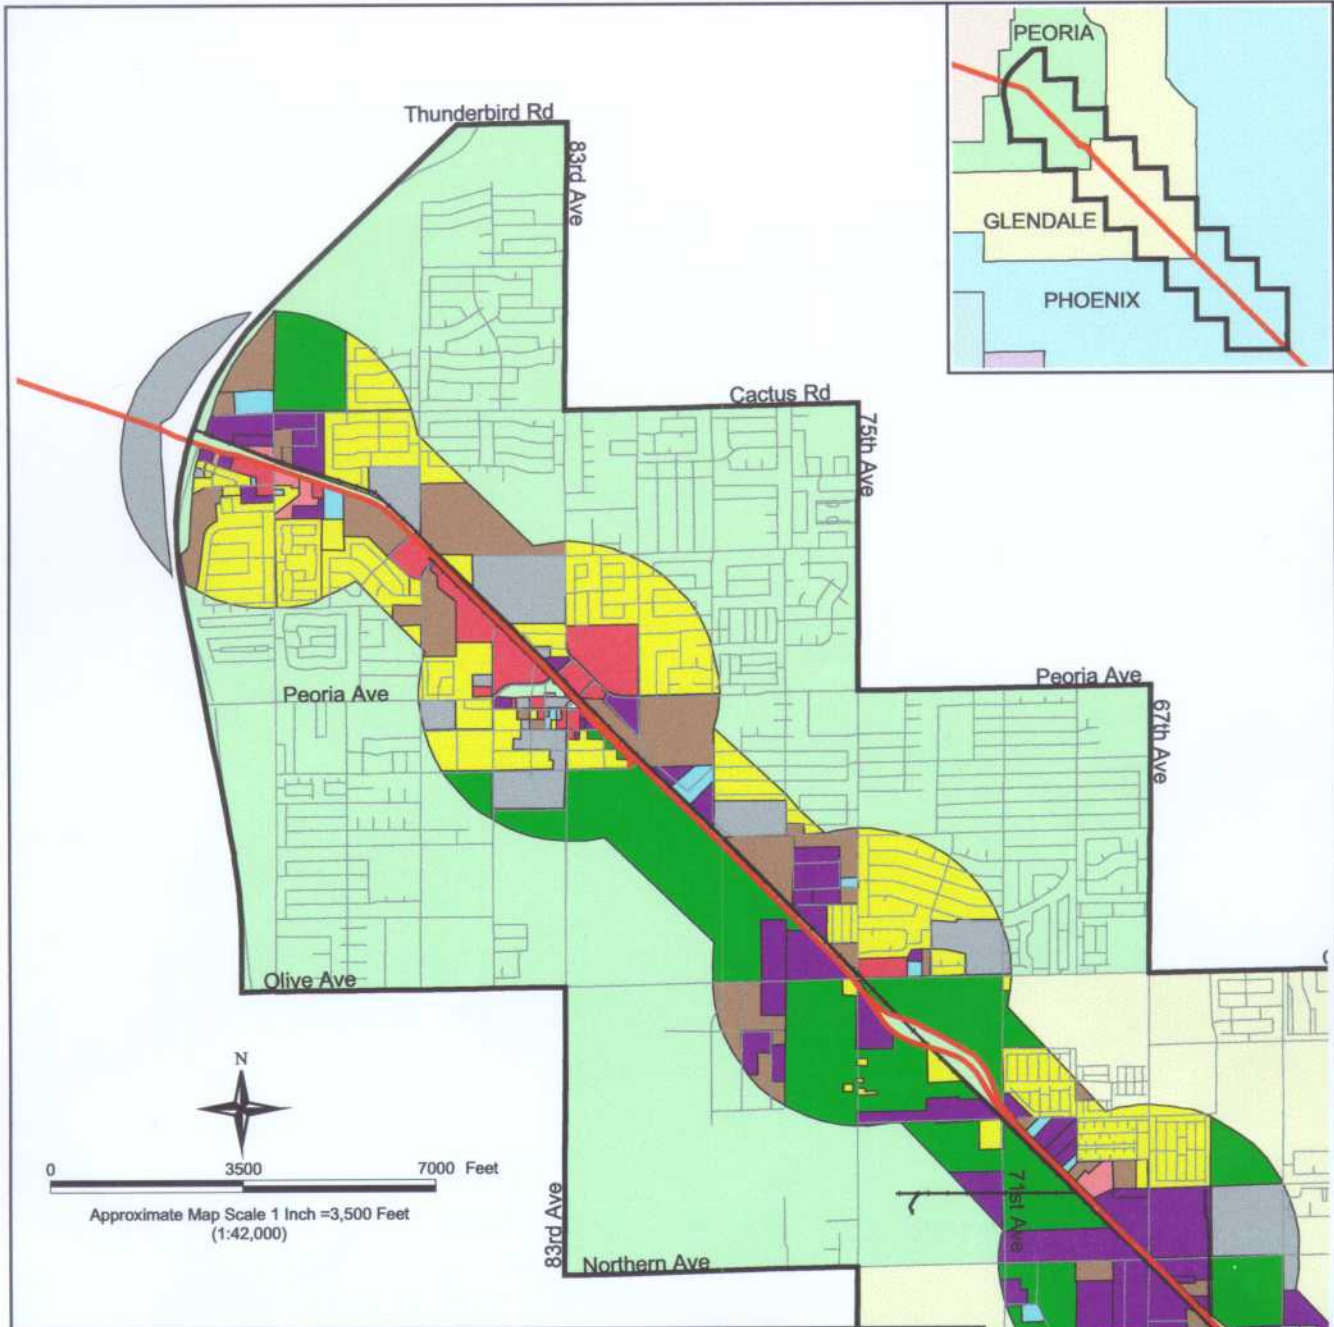 PEORIA
GLENDALE
PHOENIX
Thunderbird Rd
83rd Ave
Cactus Rd
75th Ave
Peoria Ave
Peoria Ave
67th Ave
Olive Ave
N
0 3500 7000 Feet
Approximate Map Scale 1 Inch =3,500 Feet
(1:42,000)
83rd Ave
71st Ave
Northern Ave